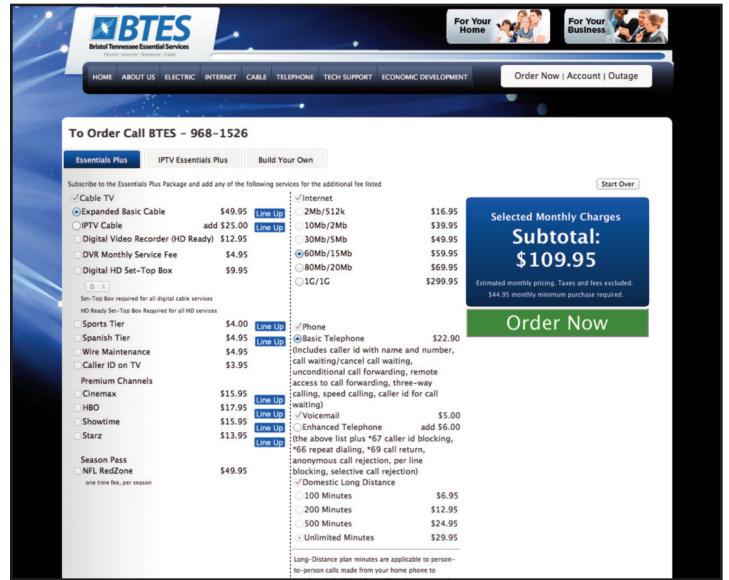 For Your
Home
For Your
Business
BTES
Bristol Tennessee Essential Services
Electric • Internet • Telephone • Cable
HOME ABOUT US ELECTRIC INTERNET CABLE TELEPHONE TECH SUPPORT ECONOMIC DEVELOPMENT
Order Now | Account | Outage
To Order Call BTES - 968-1526
Essentials Plus IPTV Essentials Plus Build Your Own
Subscribe to the Essentials Plus Package and add any of the following services for the additional fee listed
Start Over
Cable TV
Expanded Basic Cable $49.95 Line Up
IPTV Cable add $25.00 Line Up
Digital Video Recorder (HD Ready) $12.95
DVR Monthly Service Fee $4.95
Digital HD Set-Top Box $9.95
0
Set-Top Box required for all digital cable services
HD Ready Set-Top Box Required for all HD services
Sports Tier $4.00 Line Up
Spanish Tier $4.95 Line Up
Wire Maintenance $4.95
Caller ID on TV $3.95
Premium Channels
Cinemax $15.95 Line Up
HBO $17.95 Line Up
Showtime $15.95 Line Up
Starz $13.95 Line Up
Season Pass
NFL RedZone $49.95
one time fee, per season
Internet
2Mb/512k $16.95
10Mb/2Mb $39.95
30Mb/5Mb $49.95
60Mb/15Mb $59.95
80Mb/20Mb $69.95
1G/1G $299.95
Phone
Basic Telephone $22.90
(Includes caller id with name and number,
call waiting/cancel call waiting,
unconditional call forwarding, remote
access to call forwarding, three-way
calling, speed calling, caller id for call
waiting)
Voicemail $5.00
Enhanced Telephone add $6.00
(the above list plus *67 caller id blocking,
*66 repeat dialing, *69 call return,
anonymous call rejection, per line
blocking, selective call rejection)
Domestic Long Distance
100 Minutes $6.95
200 Minutes $12.95
500 Minutes $24.95
Unlimited Minutes $29.95
Long-Distance plan minutes are applicable to person-
to-person calls made from your home phone to
Selected Monthly Charges
Subtotal:
$109.95
Estimated monthly pricing. Taxes and fees excluded.
$44.95 monthly minimum purchase required.
Order Now